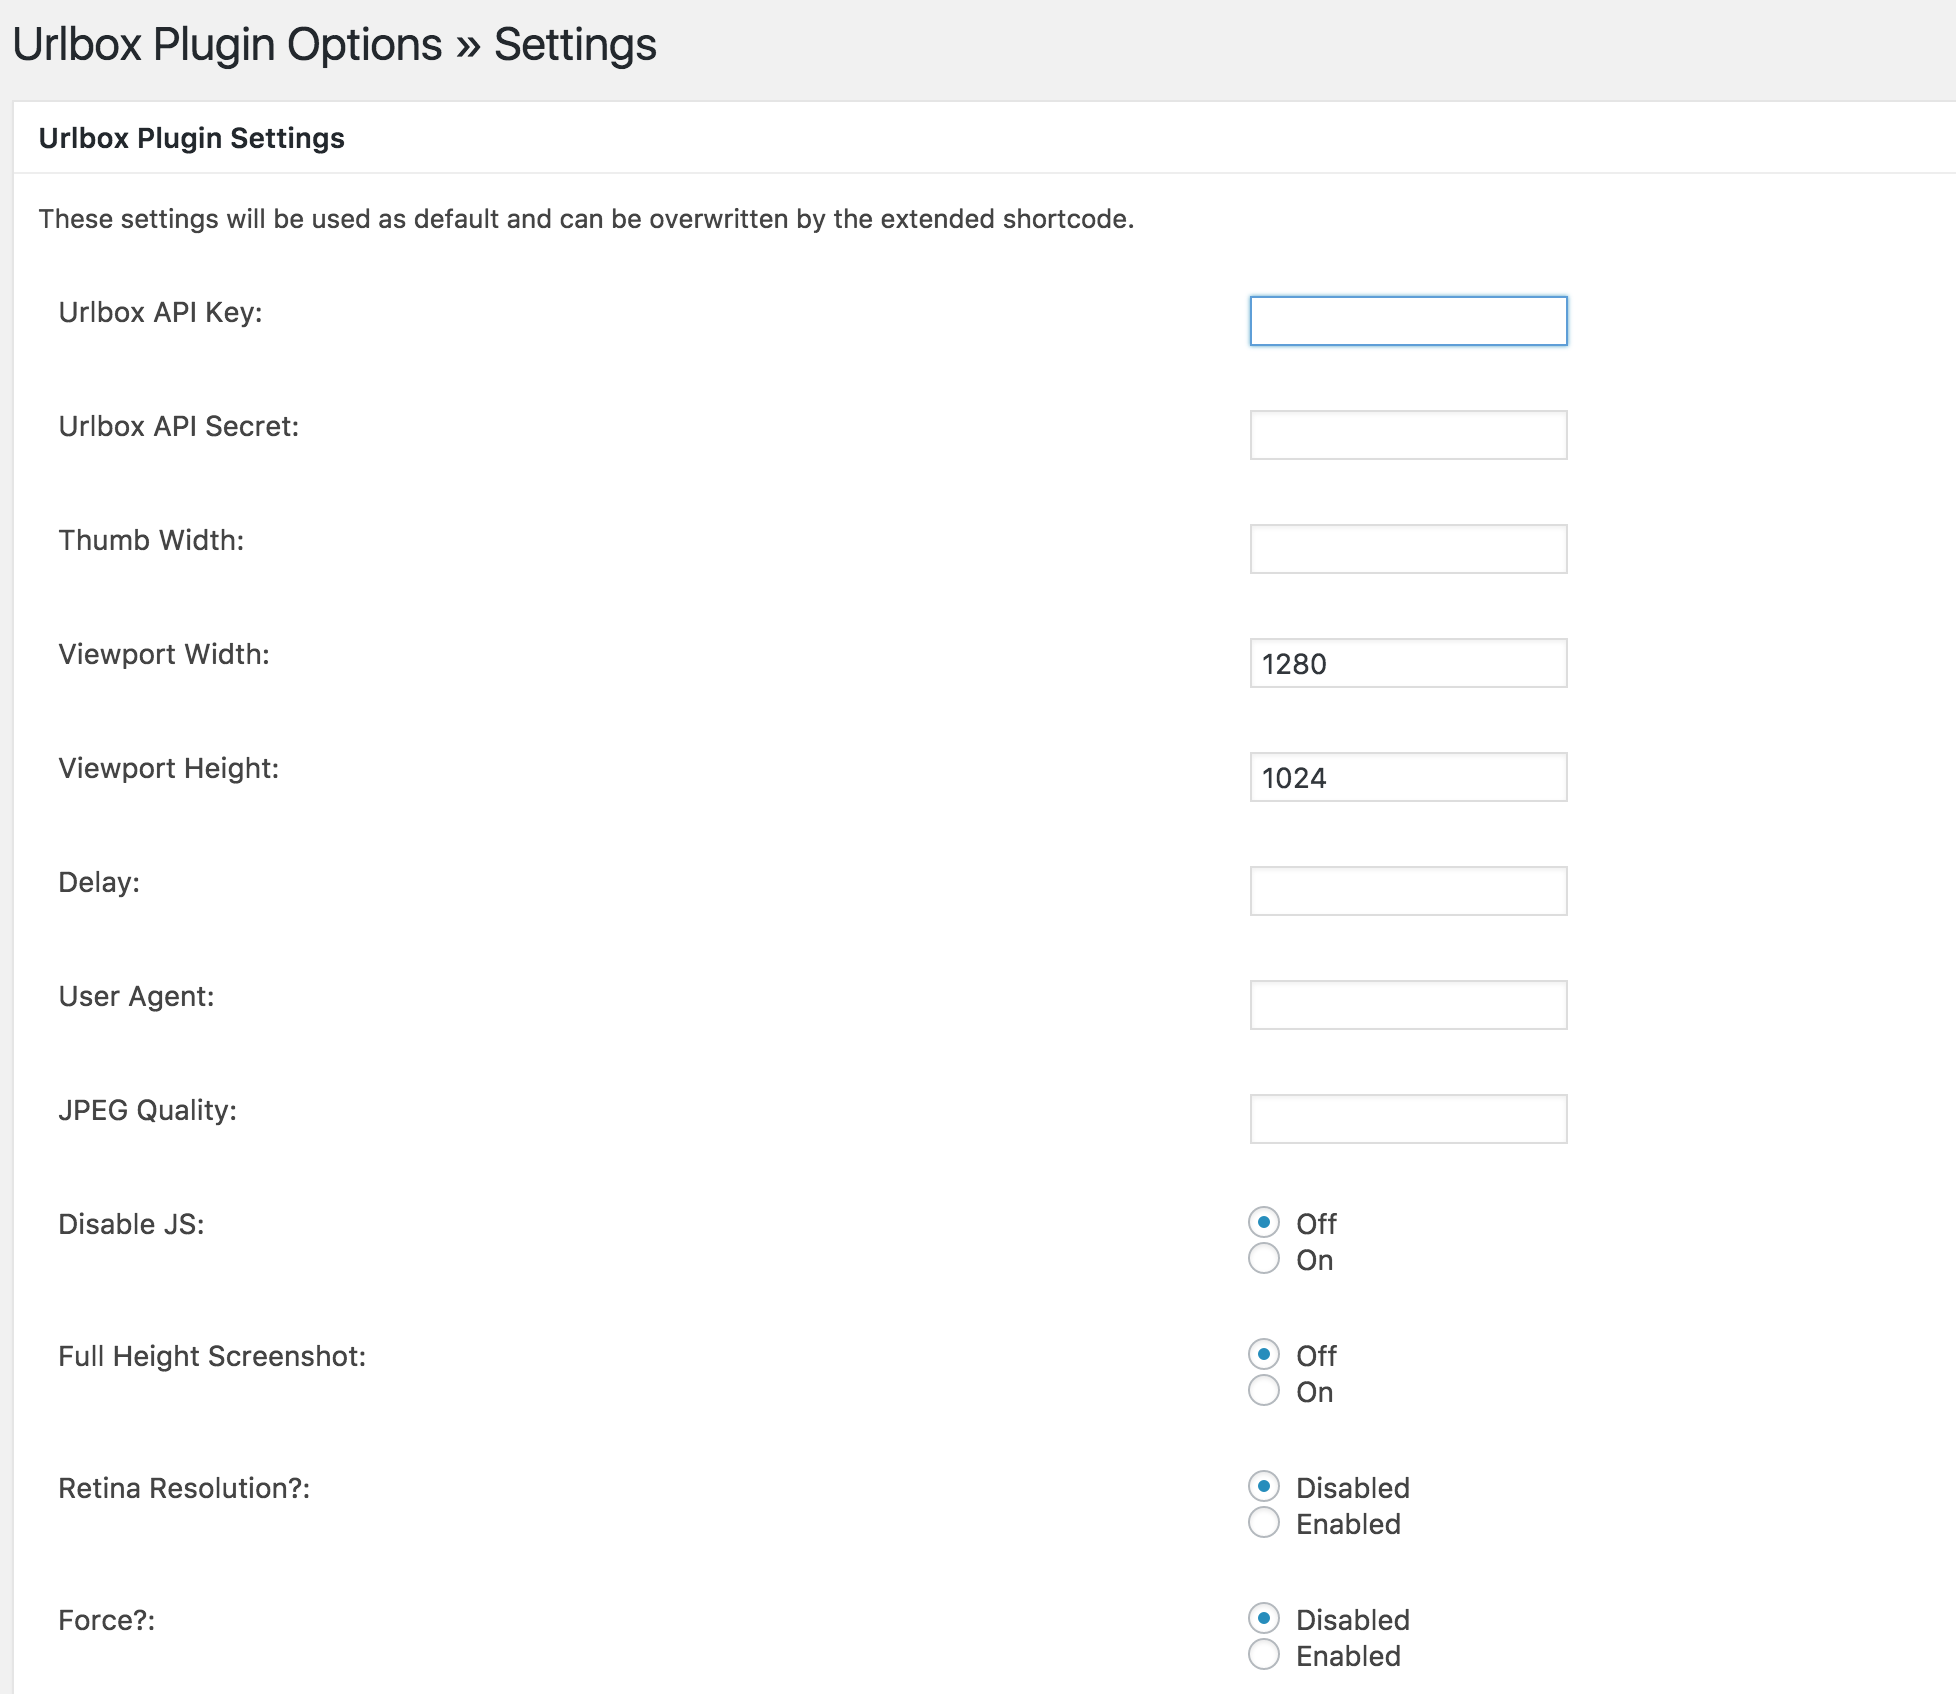 Urlbox Plugin Options » Settings
Urlbox Plugin Settings
These settings will be used as default and can be overwritten by the extended shortcode.
Urlbox API Key:
Urlbox API Secret:
Thumb Width:
Viewport Width:
1280
Viewport Height:
1024
Delay:
User Agent:
JPEG Quality:
Disable JS:
Off
On
Full Height Screenshot:
Off
On
Retina Resolution?:
Disabled
Enabled
Force?:
Disabled
Enabled